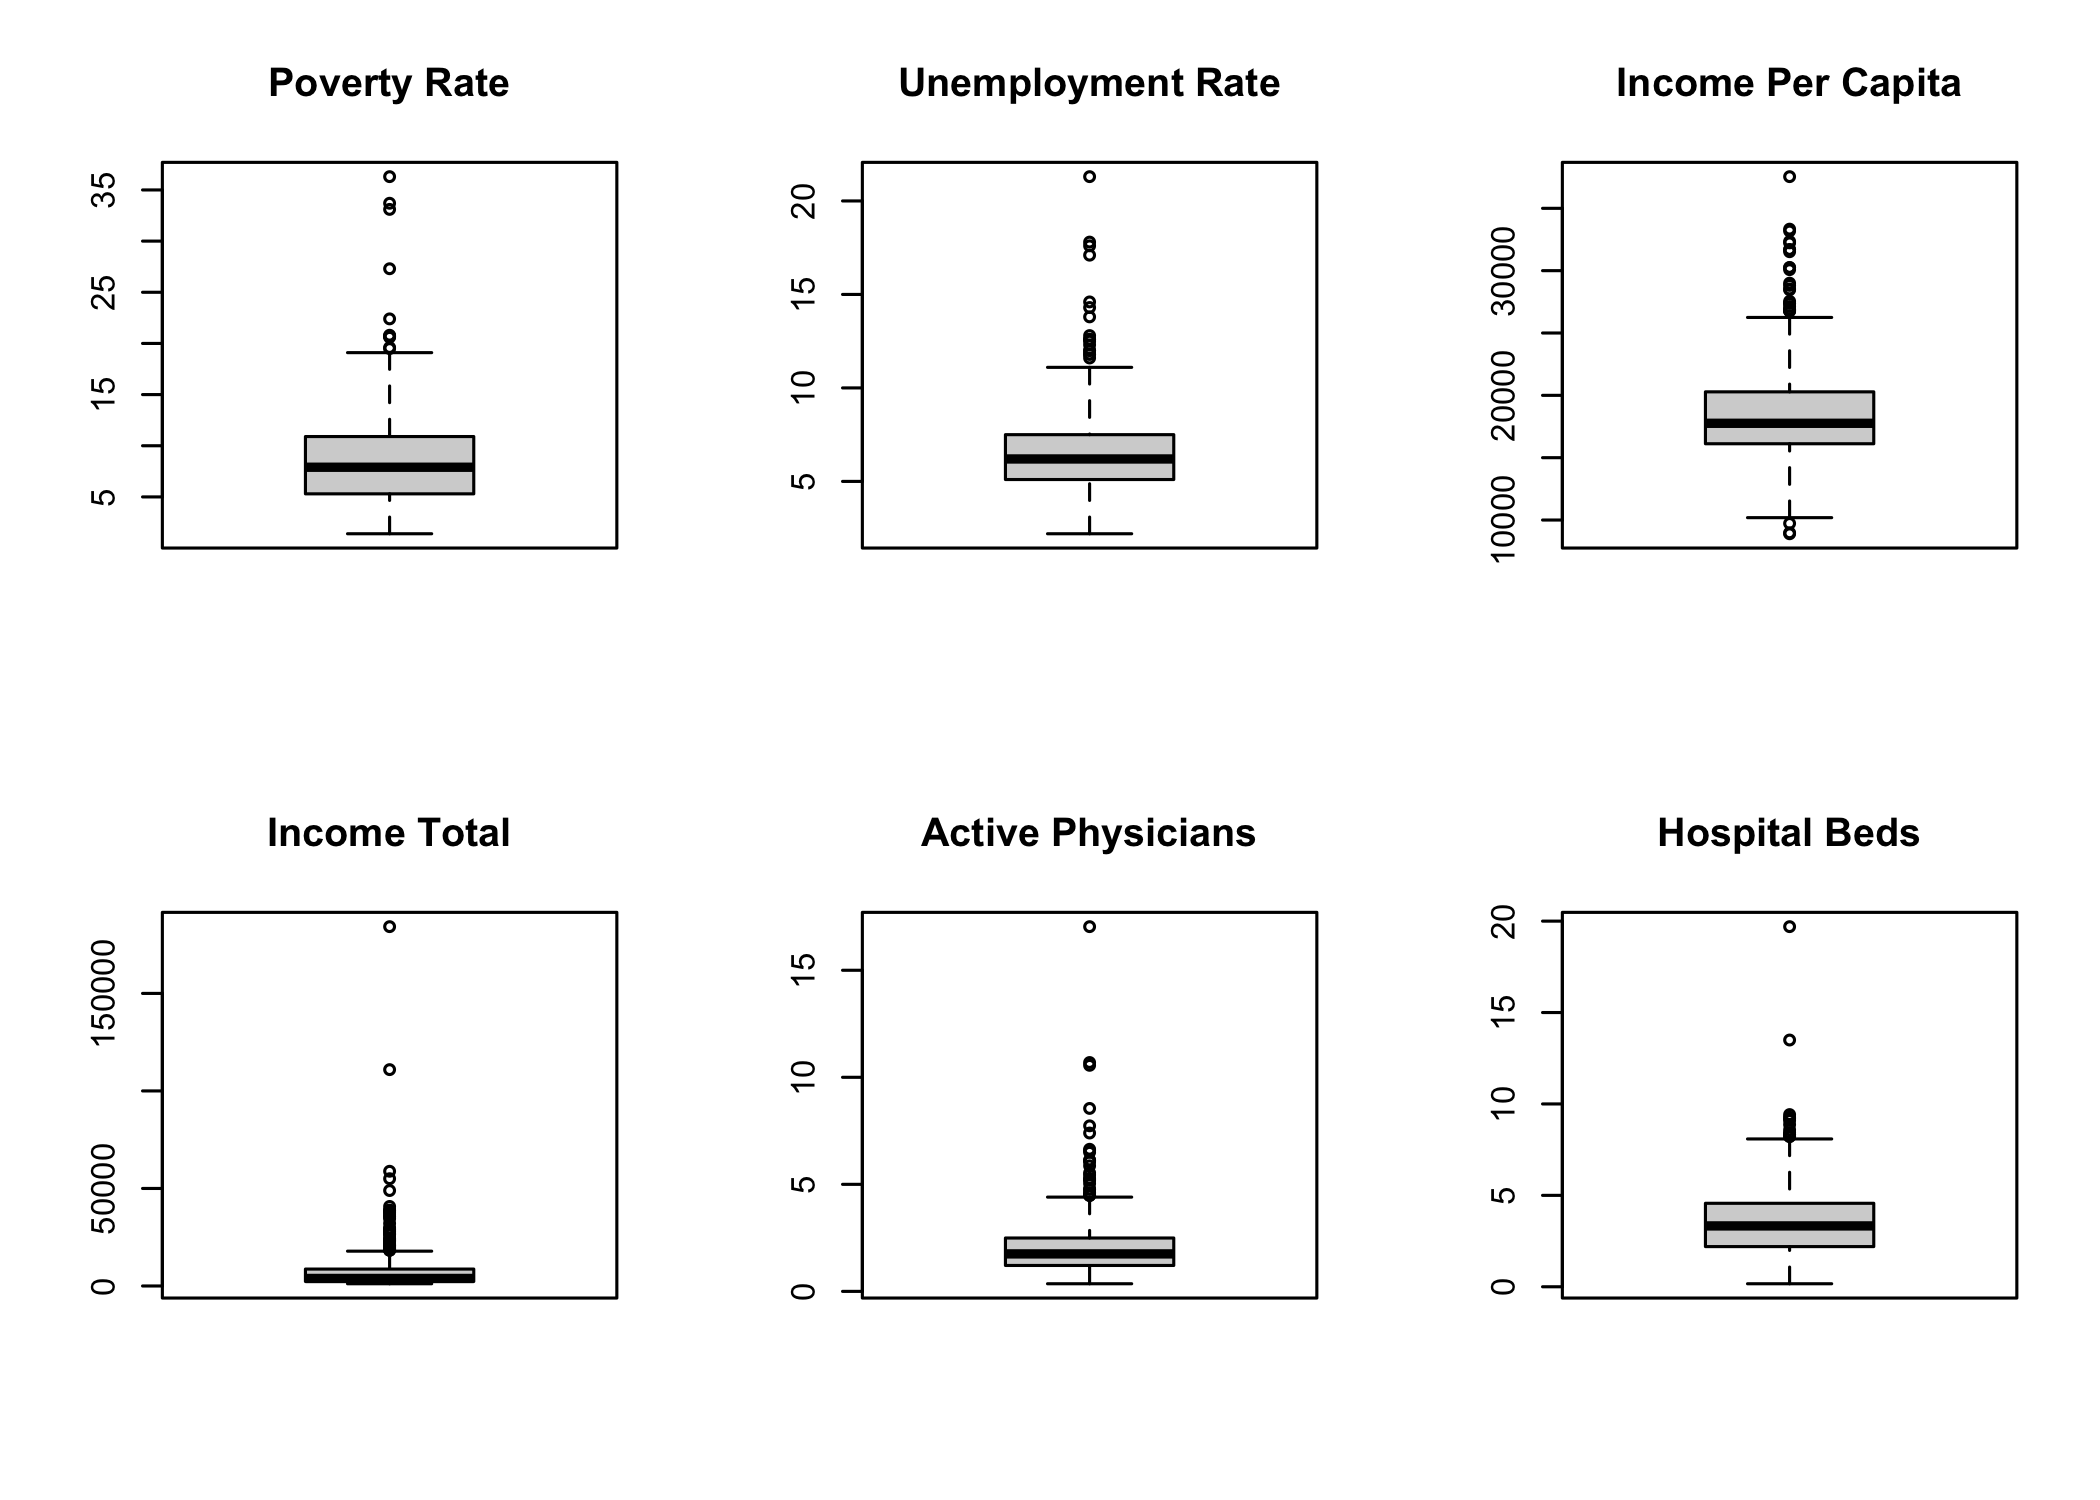 Poverty Rate
5 15 25 35
Unemployment Rate
5 10 15 20
Income Per Capita
10000 20000 30000
Income Total
0 50000 150000
Active Physicians
0 5 10 15
Hospital Beds
0 5 10 15 20